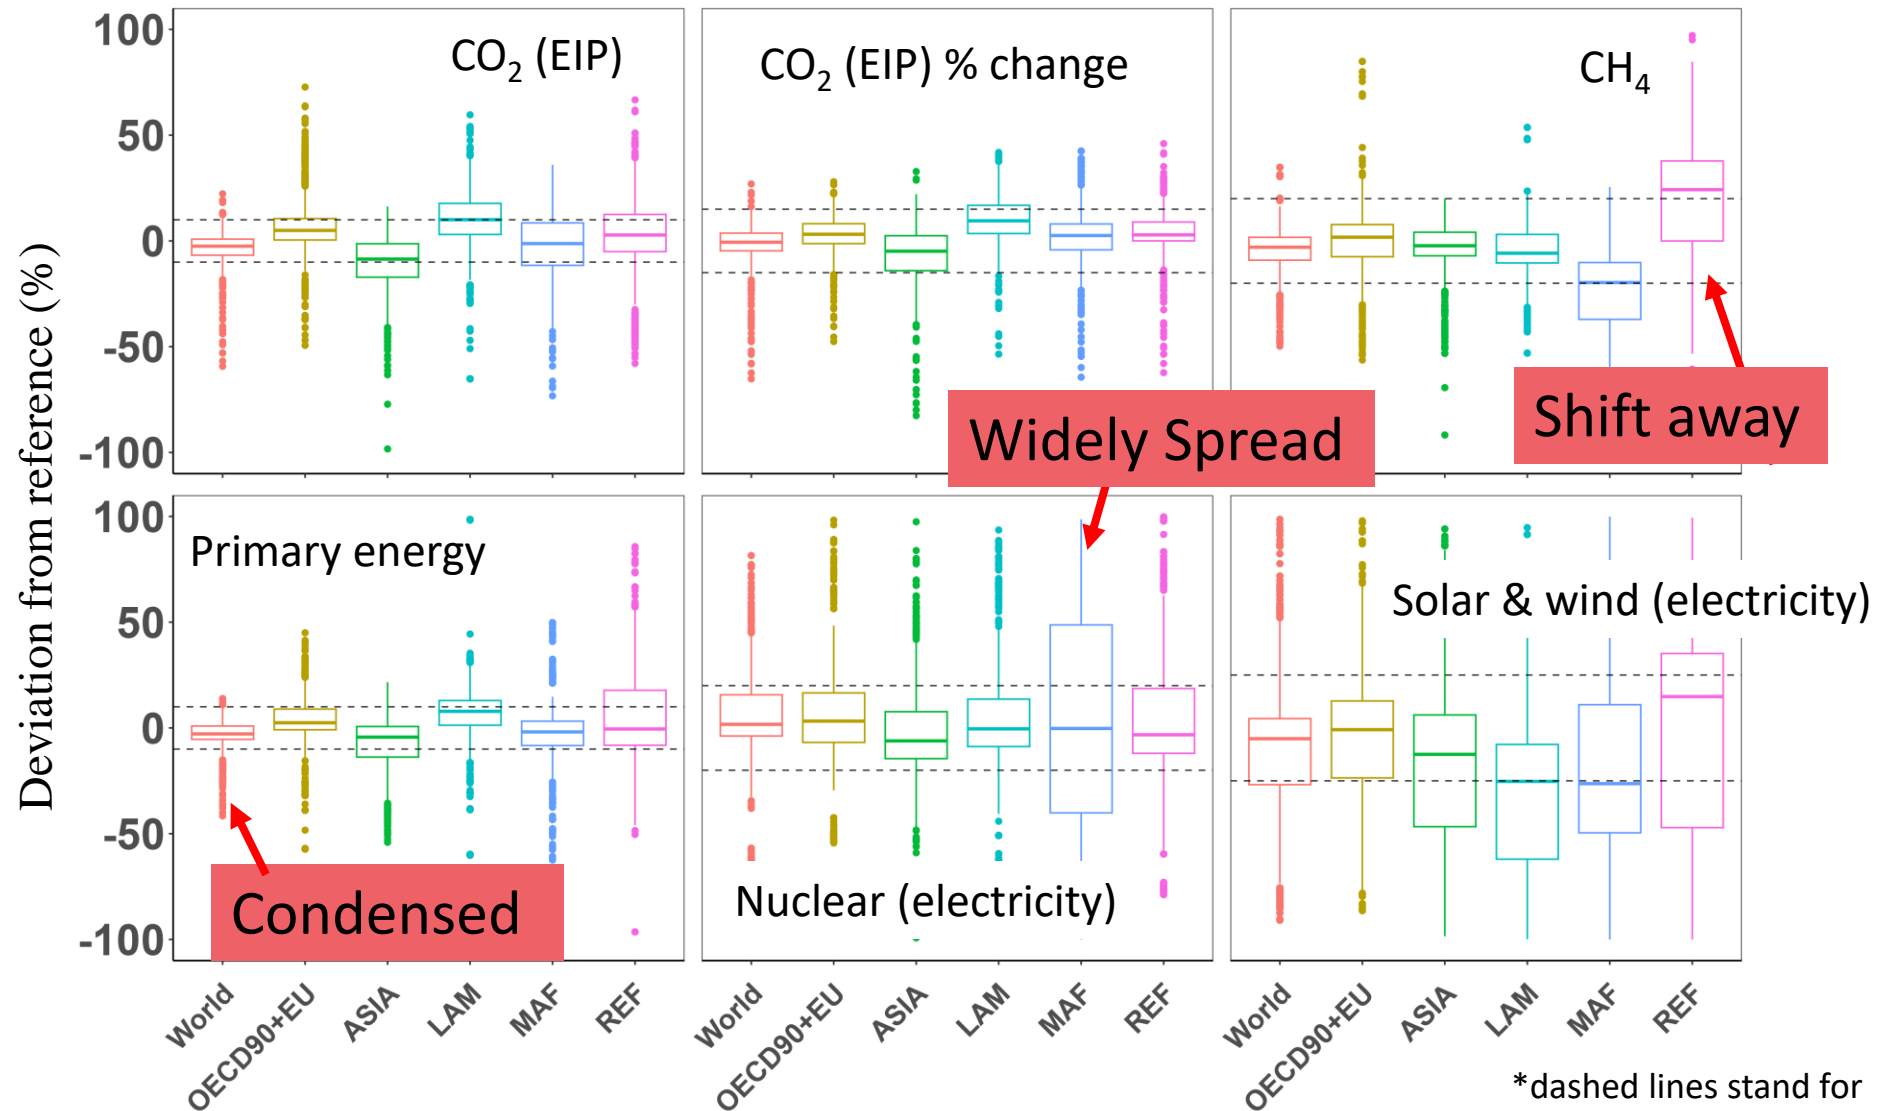 Deviation from reference (%)
100
50
0
-50
-100
CO₂ (EIP)
CO₂ (EIP) % change
CH₄
Widely Spread
Shift away
100
50
0
-50
-100
Primary energy
Condensed
Nuclear (electricity)
Solar & wind (electricity)
World
OECD90+EU
ASIA
LAM
MAF
REF
World
OECD90+EU
ASIA
LAM
MAF
REF
World
OECD90+EU
ASIA
LAM
MAF
REF
*dashed lines stand for